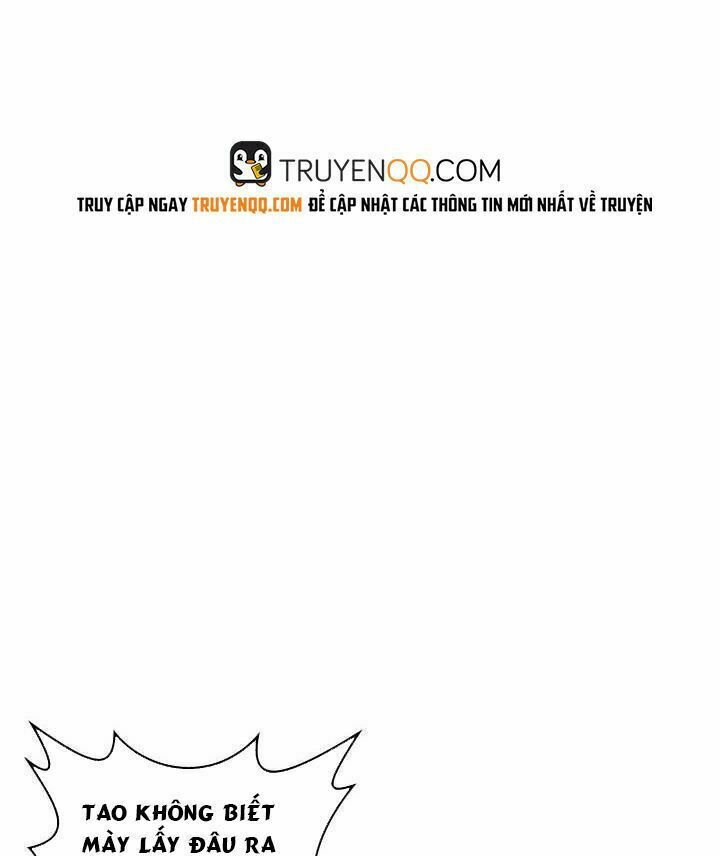 TRUYENQQ.COM
TRUY CẬP NGAY TRUYENQQ.COM ĐỂ CẬP NHẬT CÁC THÔNG TIN MỚI NHẤT VỀ TRUYỆN
TAO KHÔNG BIẾT
MÀY LẤY ĐÂU RA